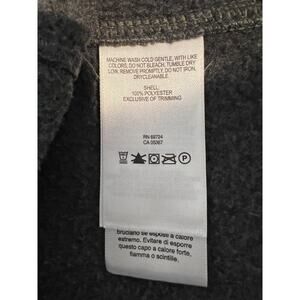 MACHINE WASH COLD GENTLE, WITH LIKE
COLORS, DO NOT BLEACH, TUMBLE DRY
LOW, REMOVE PROMPTLY, DO NOT IRON,
DRYCLEANABLE.
SHELL:
100% POLYESTER
EXCLUSIVE OF TRIMMING
RN 69724
CA 05367
P
bruciano se esposti a calore
estremo. Evitare di esporre
questo capo a calore forte,
fiamma o scintille.